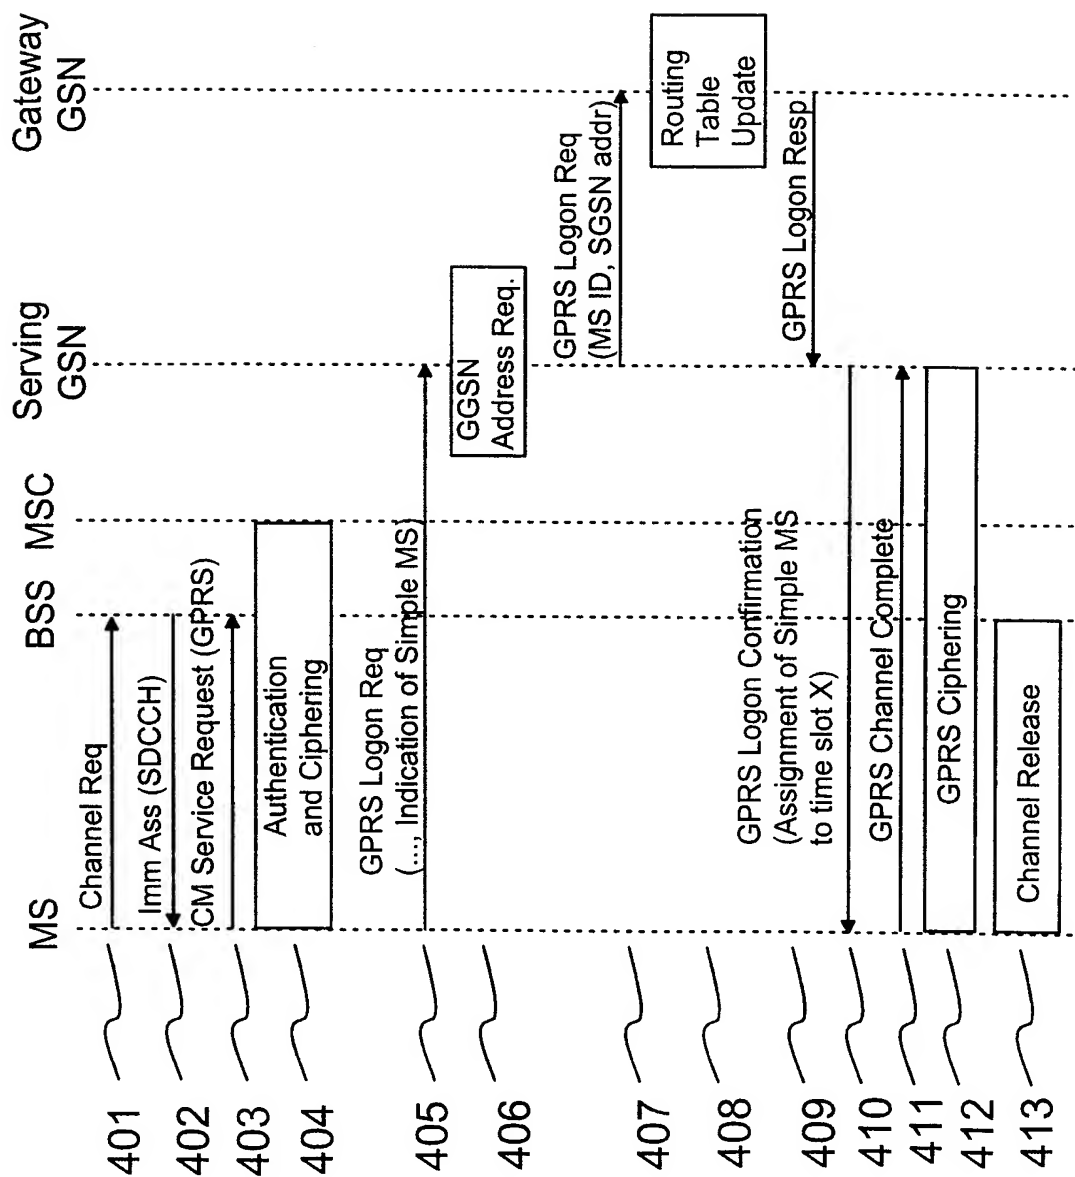 MS
BSS
MSC
Serving
GSN
Gateway
GSN
401
Channel Req
402
Imm Ass (SDCCH)
403
CM Service Request (GPRS)
404
Authentication
and Ciphering
405
GPRS Logon Req
(..., Indication of Simple MS)
406
GGSN
Address Req.
407
GPRS Logon Req
(MS ID, SGSN addr)
408
Routing
Table
Update
409
GPRS Logon Resp
410
GPRS Logon Confirmation
(Assignment of Simple MS
to time slot X)
411
GPRS Channel Complete
412
GPRS Ciphering
413
Channel Release